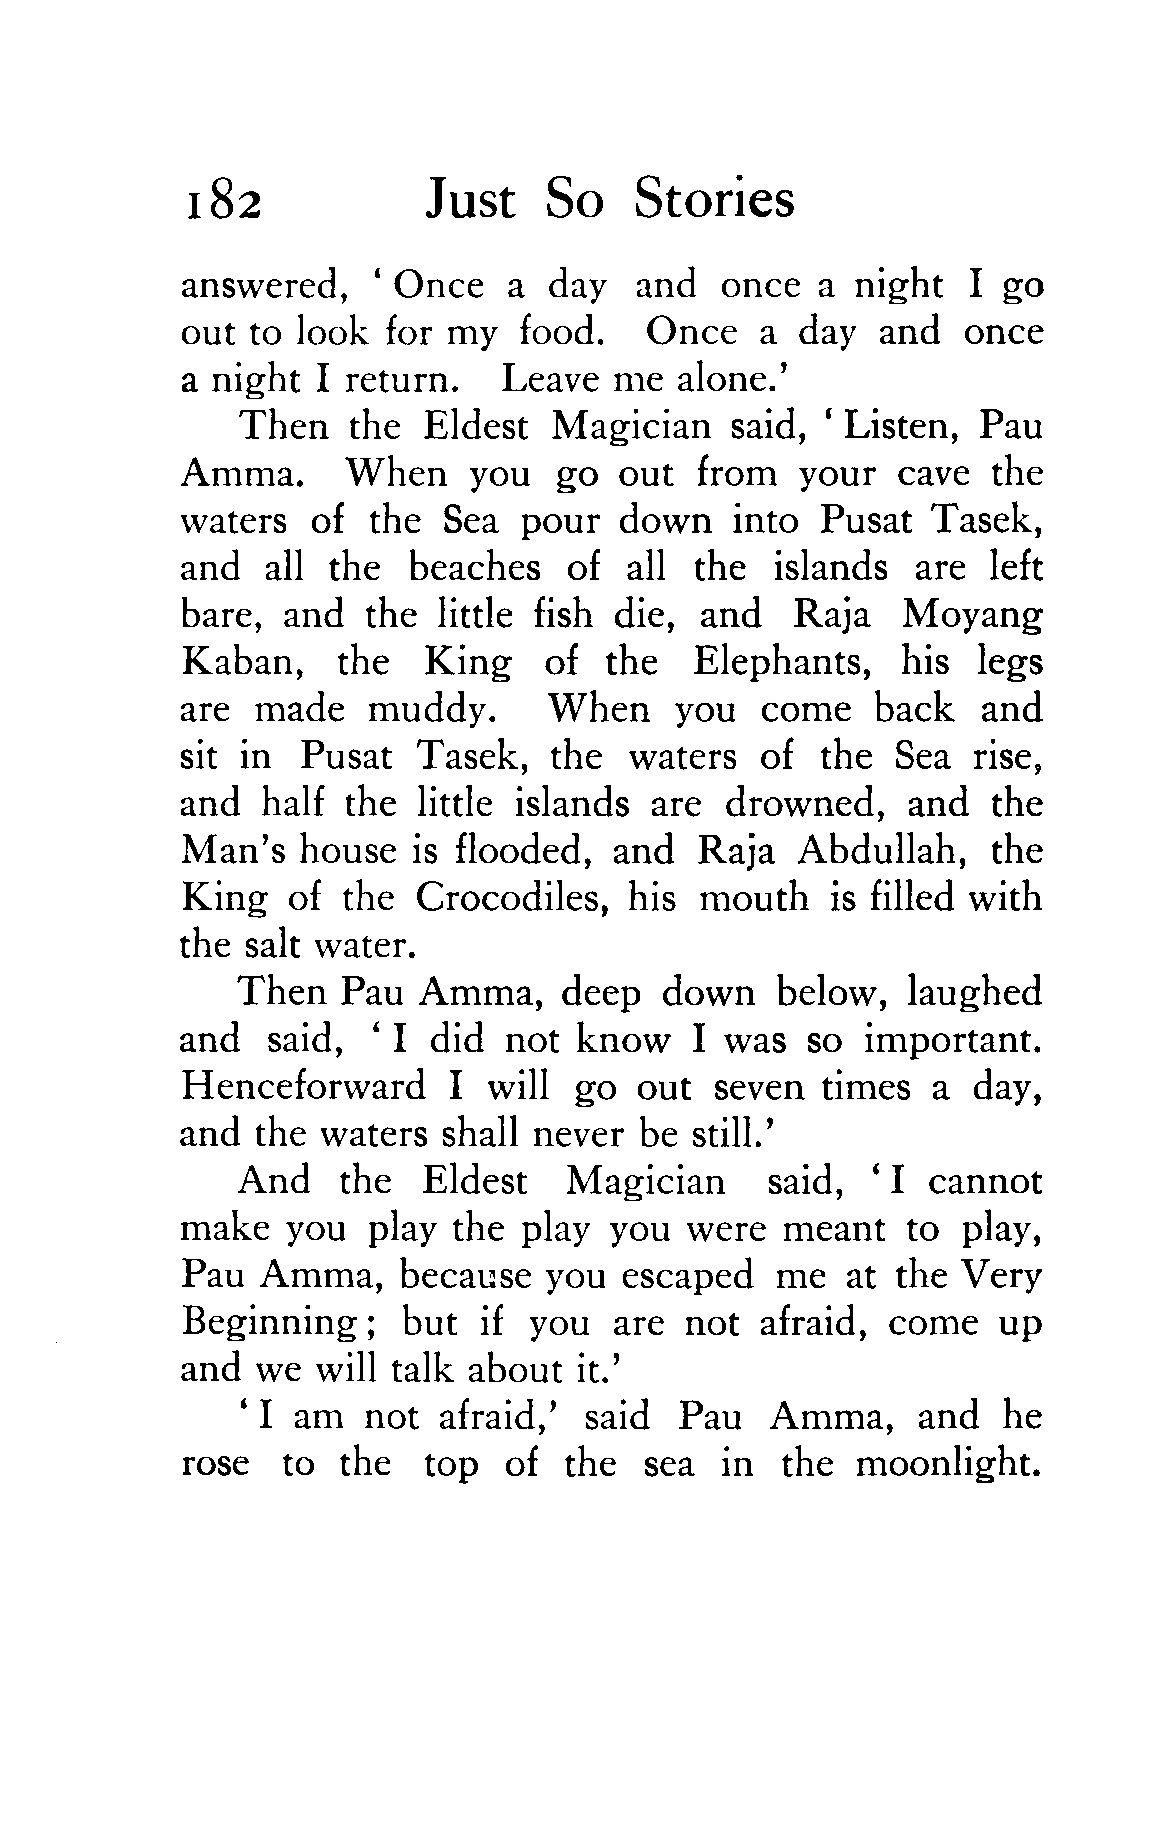 182 Just So Stories
answered, ‘ Once a day and once a night I go
out to look for my food. Once a day and once
a night I return. Leave me alone.’
Then the Eldest Magician said, ‘ Listen, Pau
Amma. When you go out from your cave the
waters of the Sea pour down into Pusat Tasek,
and all the beaches of all the islands are left
bare, and the little fish die, and Raja Moyang
Kaban, the King of the Elephants, his legs
are made muddy. When you come back and
sit in Pusat Tasek, the waters of the Sea rise,
and half the little islands are drowned, and the
Man’s house is flooded, and Raja Abdullah, the
King of the Crocodiles, his mouth is filled with
the salt water.
Then Pau Amma, deep down below, laughed
and said, ‘ I did not know I was so important.
Henceforward I will go out seven times a day,
and the waters shall never be still.’
And the Eldest Magician said, ‘ I cannot
make you play the play you were meant to play,
Pau Amma, because you escaped me at the Very
Beginning ; but if you are not afraid, come up
and we will talk about it.’
‘ I am not afraid,’ said Pau Amma, and he
rose to the top of the sea in the moonlight.